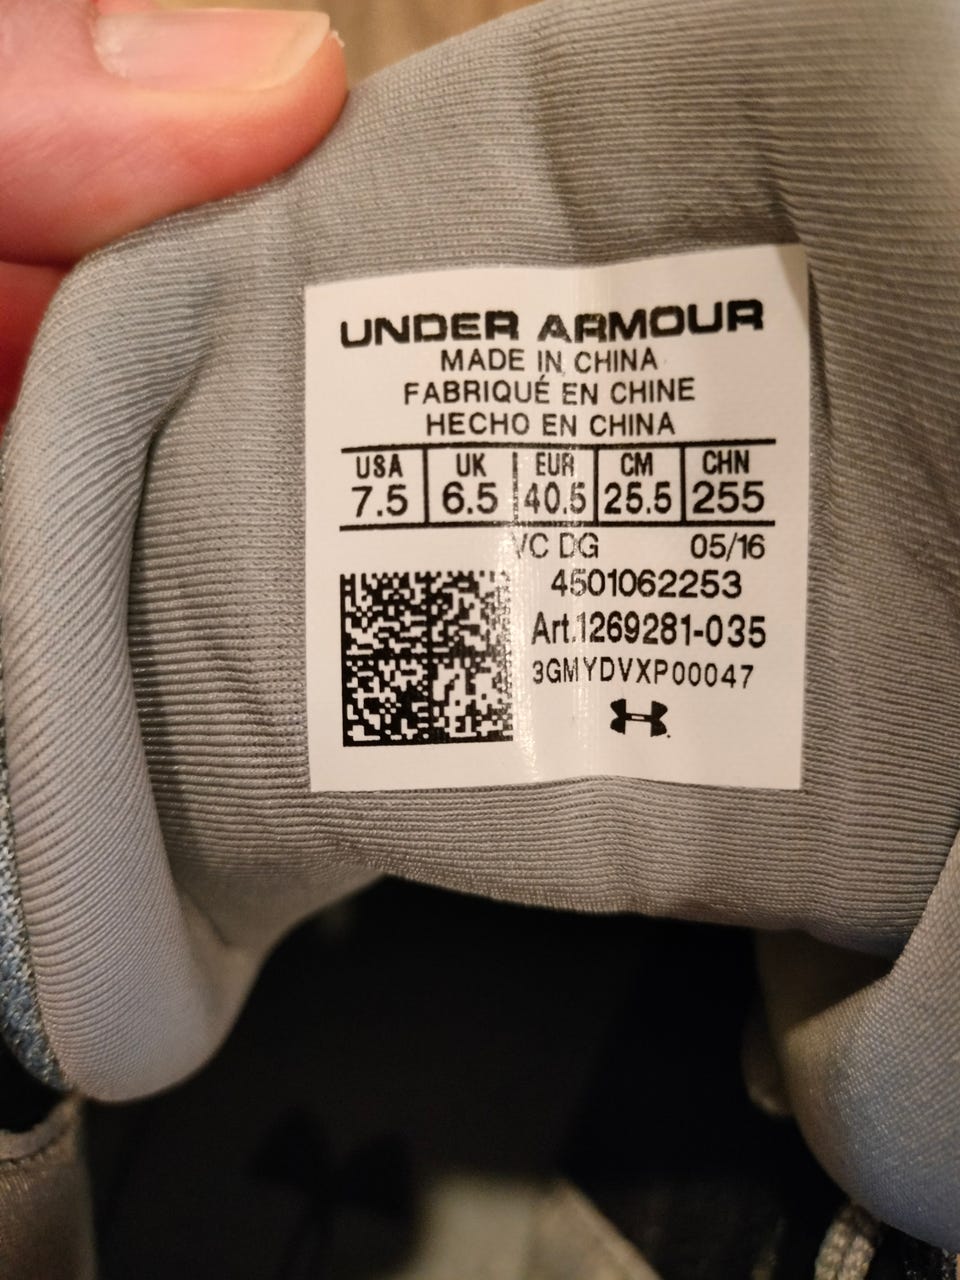 UNDER ARMOUR
MADE IN CHINA
FABRIQUÉ EN CHINE
HECHO EN CHINA
USA UK EUR CM CHN
7.5 6.5 40.5 25.5 255
VC DG 05/16
4501062253
Art.1269281-035
3GMYDVXP00047